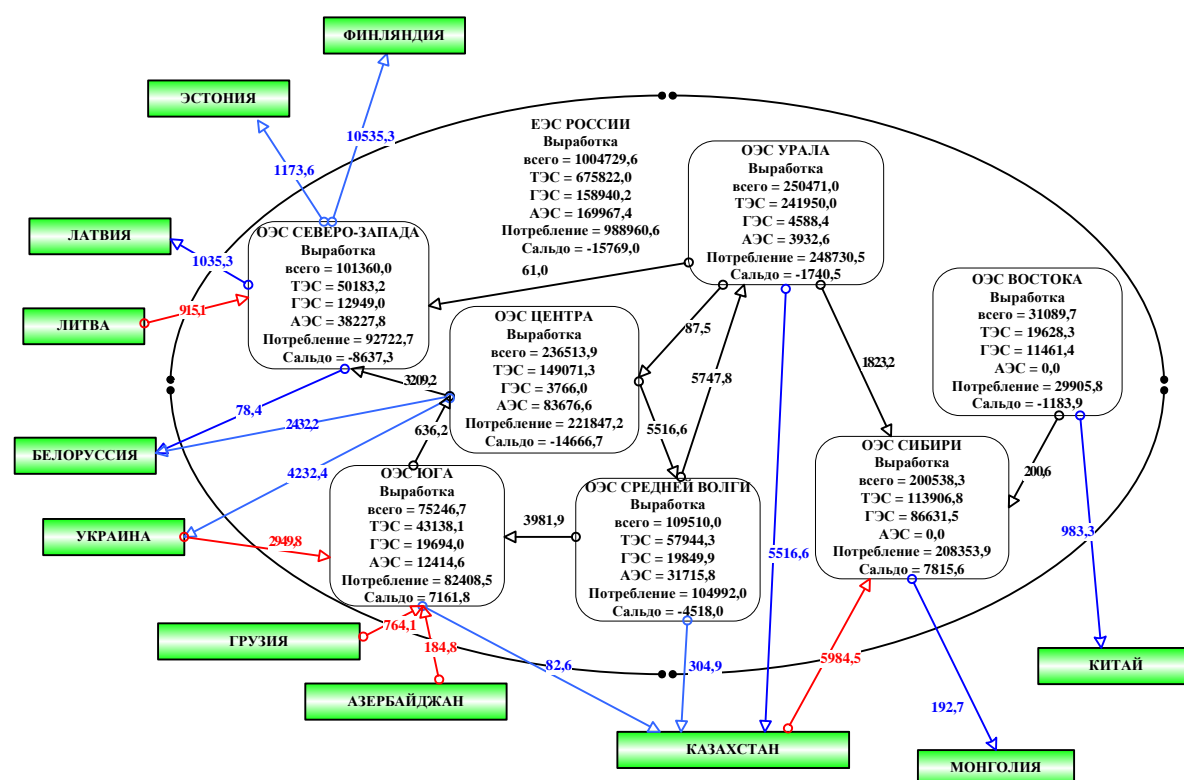 ФИНЛЯНДИЯ
ЭСТОНИЯ
10535,3
1173,6
ЕЭС РОССИИ
Выработка
всего = 1004729,6
ТЭС = 675822,0
ГЭС = 158940,2
АЭС = 169967,4
Потребление = 988960,6
Сальдо = -15769,0
61,0
ОЭС УРАЛА
Выработка
всего = 250471,0
ТЭС = 241950,0
ГЭС = 4588,4
АЭС = 3932,6
Потребление = 248730,5
Сальдо = -1740,5
ЛАТВИЯ
1035,3
ОЭС СЕВЕРО-ЗАПАДА
Выработка
всего = 101360,0
ТЭС = 50183,2
ГЭС = 12949,0
АЭС = 38227,8
Потребление = 92722,7
Сальдо = -8637,3
ЛИТВА
915,1
ОЭС ВОСТОКА
Выработка
всего = 31089,7
ТЭС = 19628,3
ГЭС = 11461,4
АЭС = 0,0
Потребление = 29905,8
Сальдо = -1183,9
ОЭС ЦЕНТРА
Выработка
всего = 236513,9
ТЭС = 149071,3
ГЭС = 3766,0
АЭС = 83676,6
Потребление = 221847,2
Сальдо = -14666,7
87,5
5747,8
1823,2
3209,2
78,4
2432,2
636,2
5516,6
БЕЛОРУССИЯ
4232,4
ОЭС СИБИРИ
Выработка
всего = 200538,3
ТЭС = 113906,8
ГЭС = 86631,5
АЭС = 0,0
Потребление = 208353,9
Сальдо = 7815,6
200,6
ОЭС ЮГА
Выработка
всего = 75246,7
ТЭС = 43138,1
ГЭС = 19694,0
АЭС = 12414,6
Потребление = 82408,5
Сальдо = 7161,8
3981,9
ОЭС СРЕДНЕЙ ВОЛГИ
Выработка
всего = 109510,0
ТЭС = 57944,3
ГЭС = 19849,9
АЭС = 31715,8
Потребление = 104992,0
Сальдо = -4518,0
УКРАИНА
2949,8
5516,6
983,3
ГРУЗИЯ
764,1
184,8
82,6
304,9
5984,5
КИТАЙ
АЗЕРБАЙДЖАН
192,7
КАЗАХСТАН
МОНГОЛИЯ